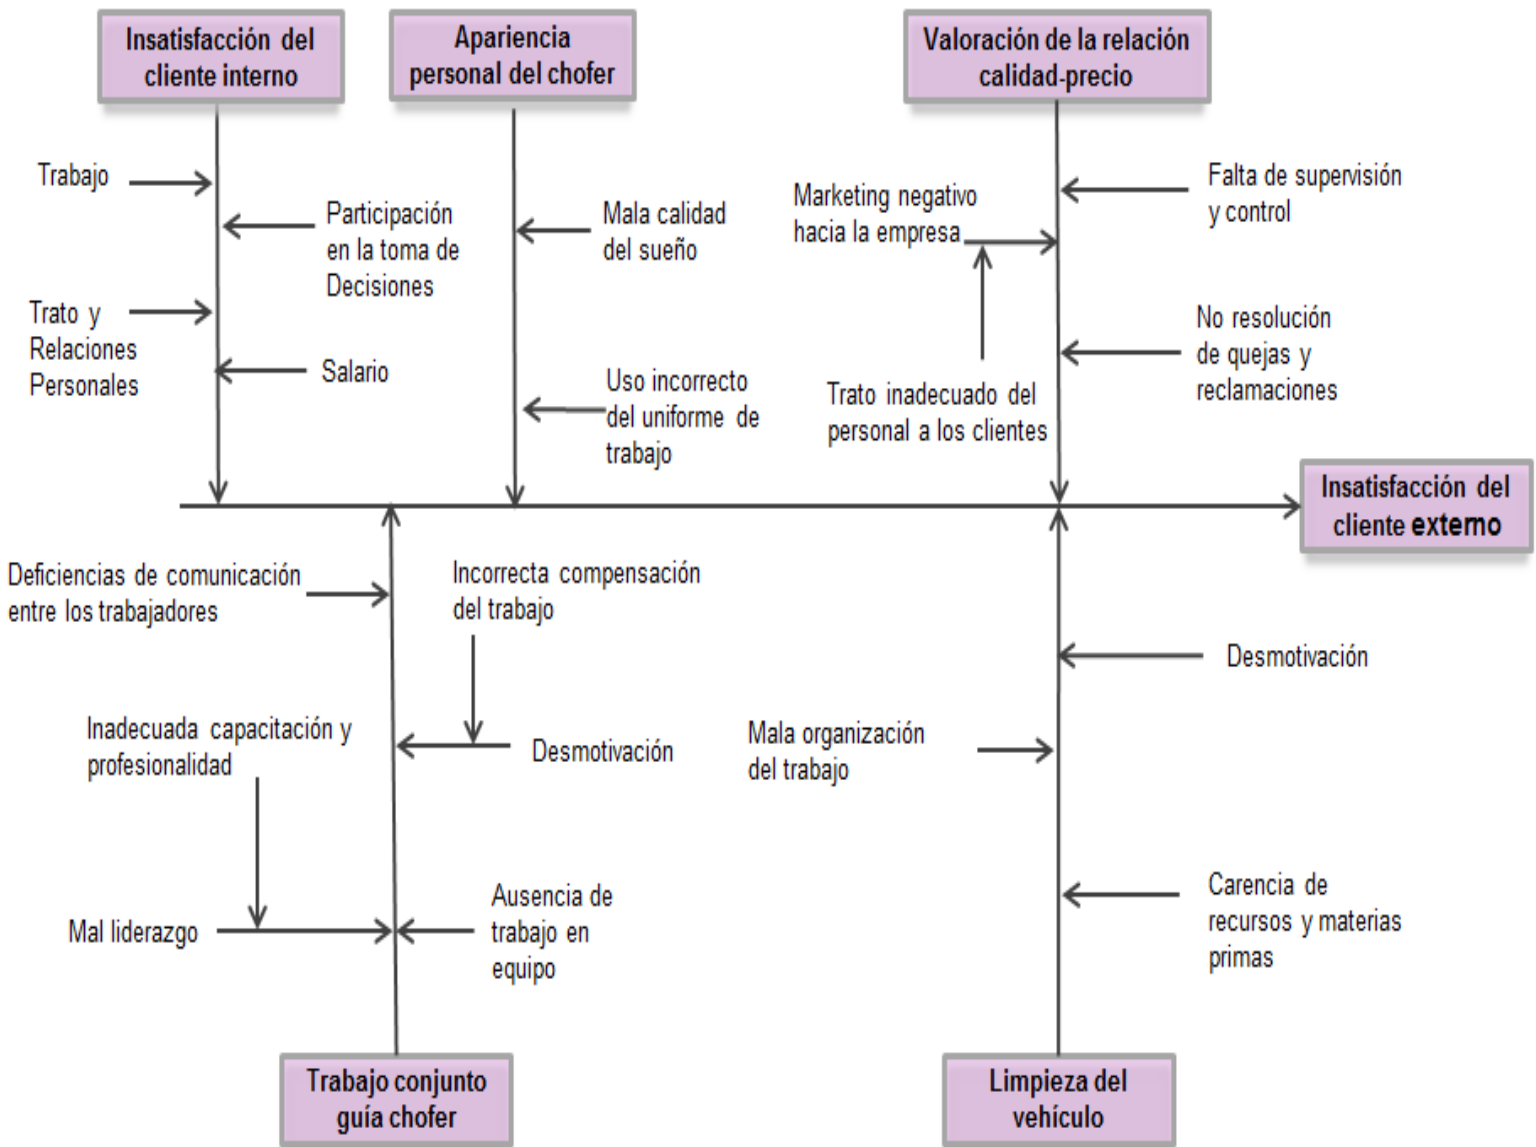 Insatisfacción del
cliente interno
Apariencia
personal del chofer
Valoración de la relación
calidad-precio
Trabajo
Participación
en la toma de
Decisiones
Trato y
Relaciones
Personales
Salario
Mala calidad
del sueño
Uso incorrecto
del uniforme de
trabajo
Marketing negativo
hacia la empresa
Trato inadecuado del
personal a los clientes
Falta de supervisión
y control
No resolución
de quejas y
reclamaciones
Insatisfacción del
cliente externo
Deficiencias de comunicación
entre los trabajadores
Incorrecta compensación
del trabajo
Inadecuada capacitación y
profesionalidad
Desmotivación
Mal liderazgo
Ausencia de
trabajo en
equipo
Desmotivación
Mala organización
del trabajo
Carencia de
recursos y materias
primas
Trabajo conjunto
guía chofer
Limpieza del
vehículo